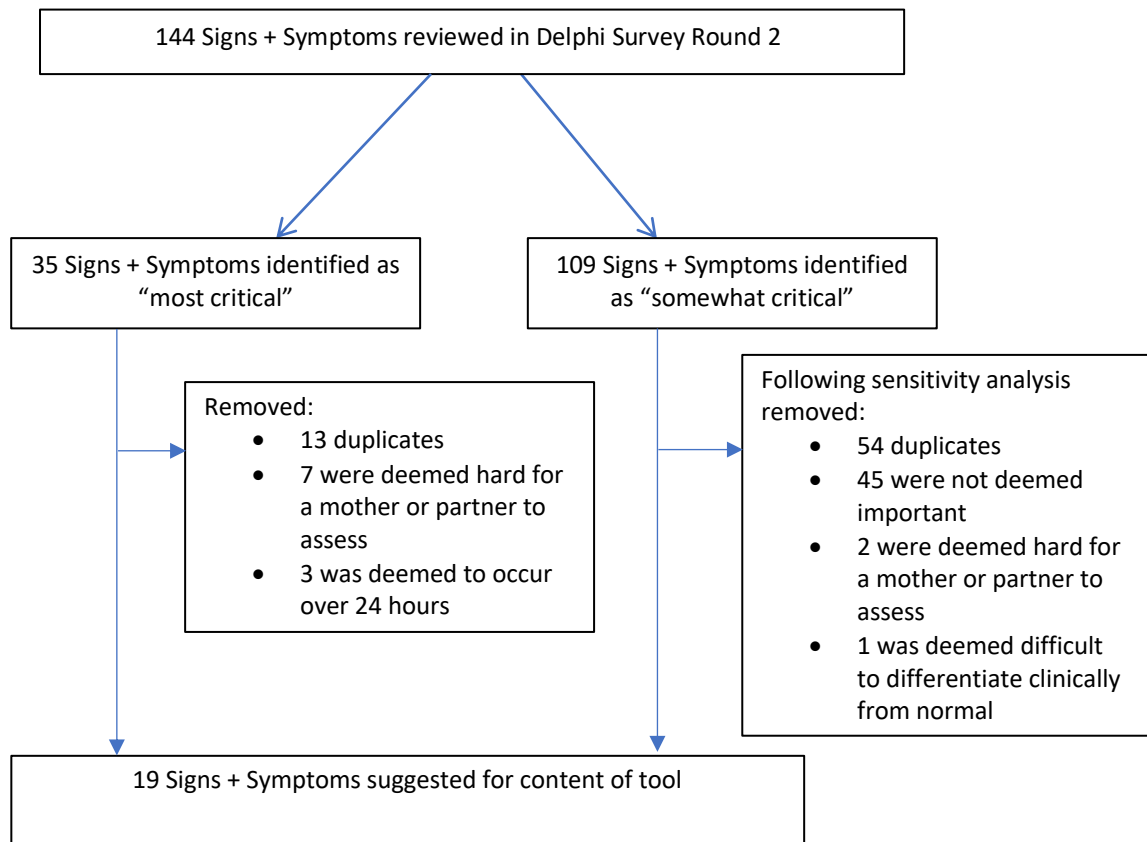 144 Signs + Symptoms reviewed in Delphi Survey Round 2
35 Signs + Symptoms identified as
“most critical”
109 Signs + Symptoms identified
as “somewhat critical”
Removed:
• 13 duplicates
• 7 were deemed hard for
a mother or partner to
assess
• 3 was deemed to occur
over 24 hours
Following sensitivity analysis
removed:
• 54 duplicates
• 45 were not deemed
important
• 2 were deemed hard for
a mother or partner to
assess
• 1 was deemed difficult
to differentiate clinically
from normal
19 Signs + Symptoms suggested for content of tool